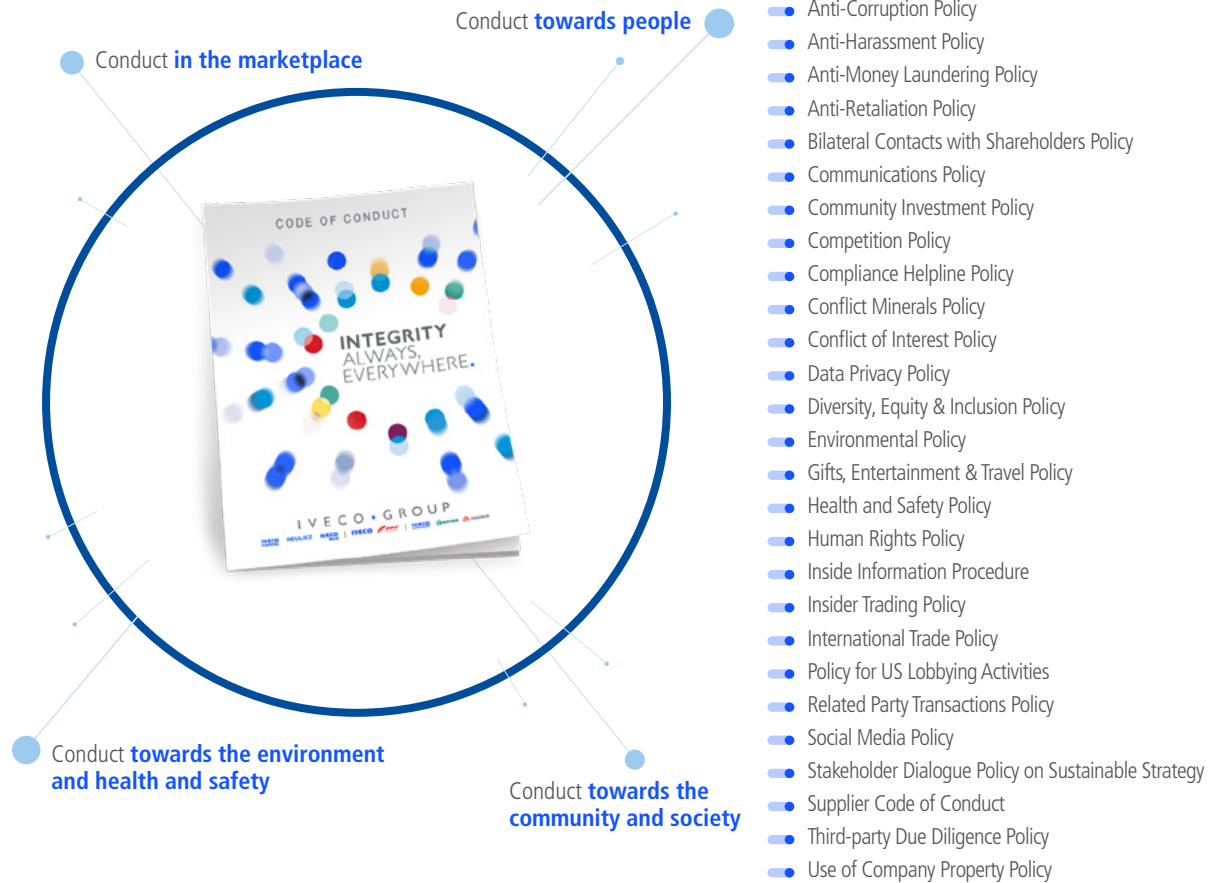 Conduct towards people
Conduct in the marketplace
CODE OF CONDUCT
INTEGRITY
ALWAYS,
EVERYWHERE.
IVECO • GROUP
HEULIEZ IVECO BUS | IVECO FPT | IVECO
Conduct towards the environment
and health and safety
Conduct towards the
community and society
Anti-Corruption Policy
Anti-Harassment Policy
Anti-Money Laundering Policy
Anti-Retaliation Policy
Bilateral Contacts with Shareholders Policy
Communications Policy
Community Investment Policy
Competition Policy
Compliance Helpline Policy
Conflict Minerals Policy
Conflict of Interest Policy
Data Privacy Policy
Diversity, Equity & Inclusion Policy
Environmental Policy
Gifts, Entertainment & Travel Policy
Health and Safety Policy
Human Rights Policy
Inside Information Procedure
Insider Trading Policy
International Trade Policy
Policy for US Lobbying Activities
Related Party Transactions Policy
Social Media Policy
Stakeholder Dialogue Policy on Sustainable Strategy
Supplier Code of Conduct
Third-party Due Diligence Policy
Use of Company Property Policy